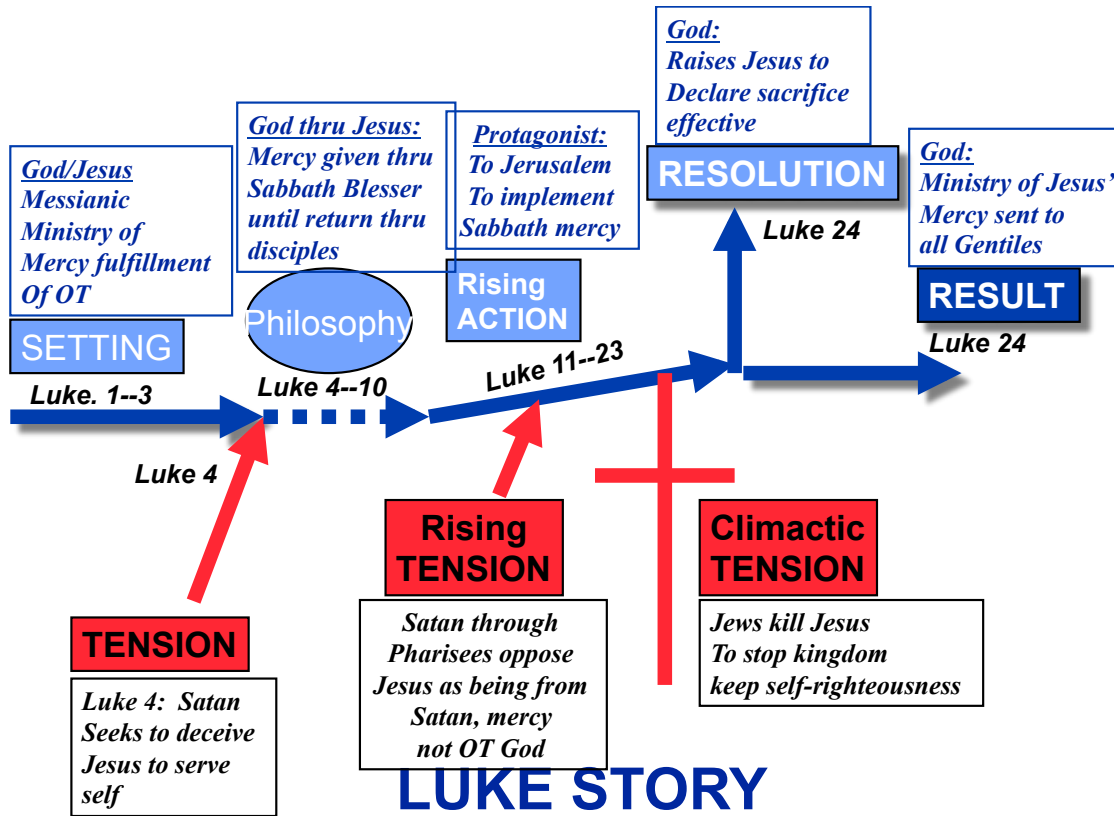 God/Jesus
Messianic
Ministry of
Mercy fulfillment
Of OT
SETTING
Luke. 1--3
God thru Jesus:
Mercy given thru
Sabbath Blesser
until return thru
disciples
Philosophy
Luke 4--10
Protagonist:
To Jerusalem
To implement
Sabbath mercy
Rising
ACTION
Luke 11--23
God:
Raises Jesus to
Declare sacrifice
effective
RESOLUTION
Luke 24
God:
Ministry of Jesus'
Mercy sent to
all Gentiles
RESULT
Luke 24
Luke 4
TENSION
Luke 4: Satan
Seeks to deceive
Jesus to serve
self
Rising
TENSION
Satan through
Pharisees oppose
Jesus as being from
Satan, mercy
not OT God
Climactic
TENSION
Jews kill Jesus
To stop kingdom
keep self-righteousness
LUKE STORY